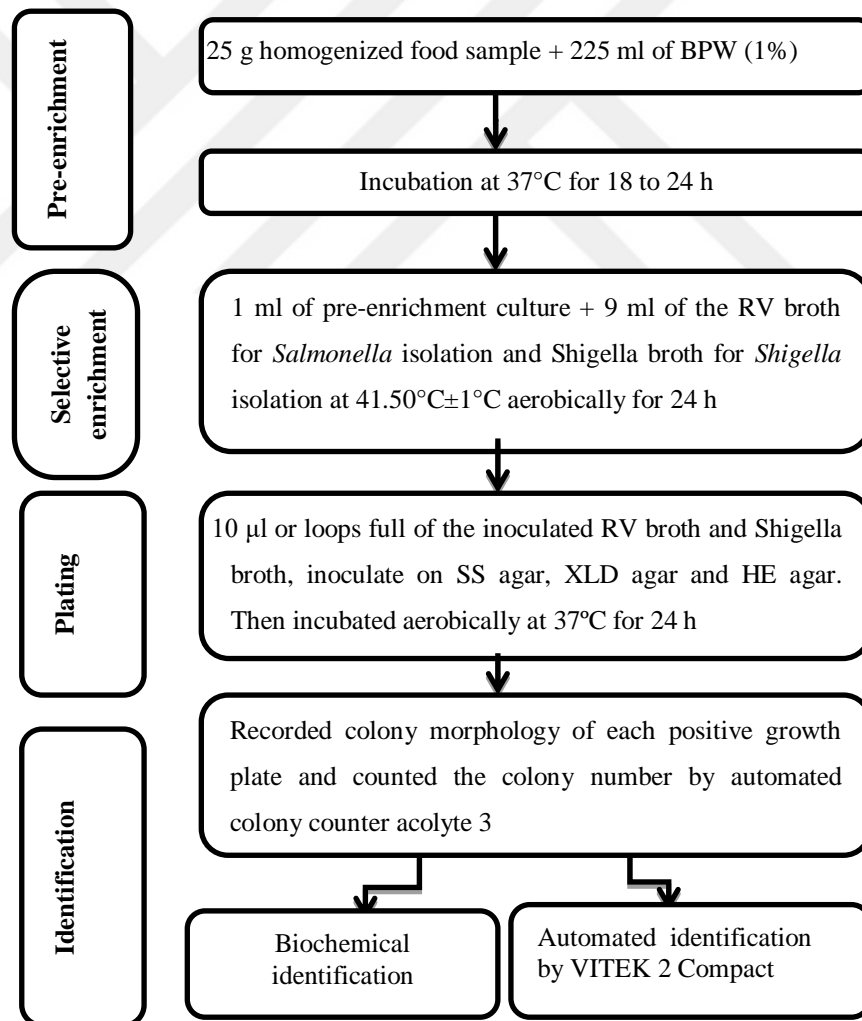 Pre-enrichment
25 g homogenized food sample + 225 ml of BPW (1%)
Incubation at 37°C for 18 to 24 h
Selective
enrichment
1 ml of pre-enrichment culture + 9 ml of the RV broth
for Salmonella isolation and Shigella broth for Shigella
isolation at 41.50°C±1°C aerobically for 24 h
Plating
10 µl or loops full of the inoculated RV broth and Shigella
broth, inoculate on SS agar, XLD agar and HE agar.
Then incubated aerobically at 37ºC for 24 h
Identification
Recorded colony morphology of each positive growth
plate and counted the colony number by automated
colony counter acolyte 3
Biochemical
identification
Automated identification
by VITEK 2 Compact